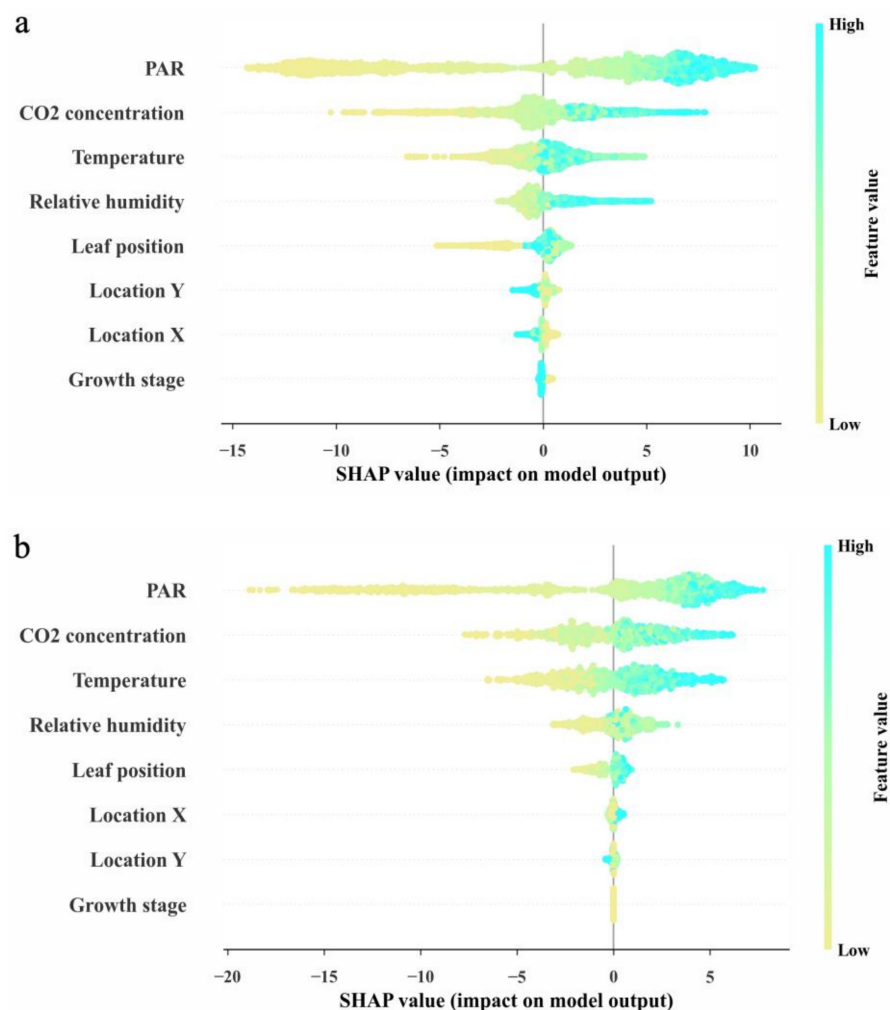 a
High
PAR
CO2 concentration
Temperature
Relative humidity
Leaf position
Location Y
Location X
Growth stage
Feature value
Low
−15 −10 −5 0 5 10
SHAP value (impact on model output)
b
High
PAR
CO2 concentration
Temperature
Relative humidity
Leaf position
Location X
Location Y
Growth stage
Feature value
Low
−20 −15 −10 −5 0 5
SHAP value (impact on model output)